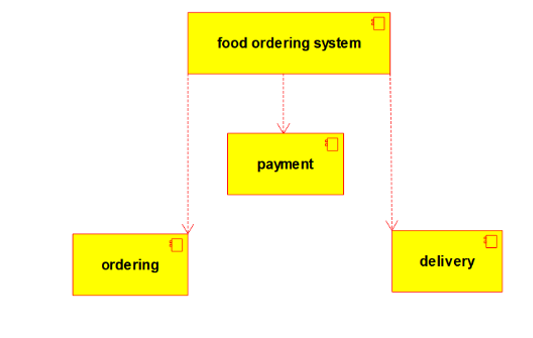 food ordering system
payment
ordering
delivery